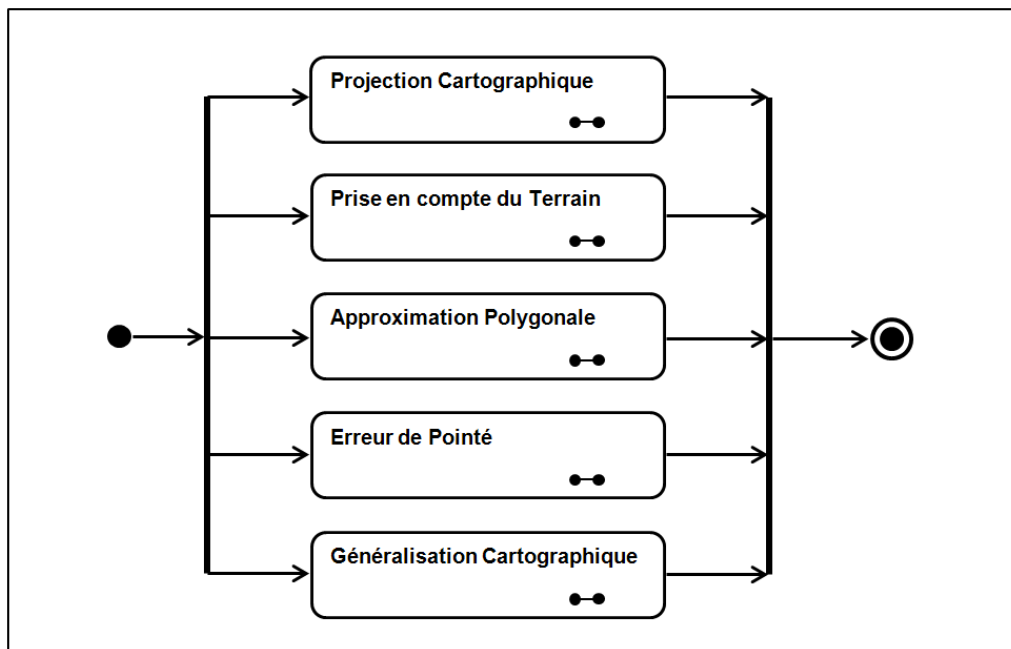 Projection Cartographique
Prise en compte du Terrain
Approximation Polygonale
Erreur de Pointé
Généralisation Cartographique